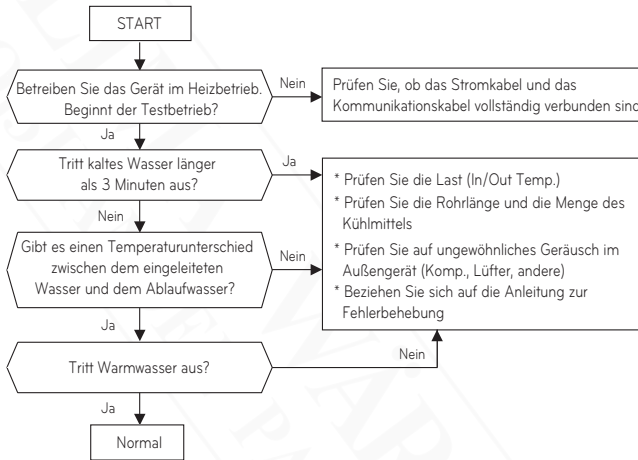 START
Betreiben Sie das Gerät im Heizbetrieb.
Beginnt der Testbetrieb?
Nein
Prüfen Sie, ob das Stromkabel und das
Kommunikationskabel vollständig verbunden sind
Ja
Tritt kaltes Wasser länger
als 3 Minuten aus?
Ja
* Prüfen Sie die Last (In/Out Temp.)
* Prüfen Sie die Rohrlänge und die Menge des
Kühlmittels
* Prüfen Sie auf ungewöhnliches Geräusch im
Außengerät (Komp., Lüfter, andere)
* Beziehen Sie sich auf die Anleitung zur
Fehlerbehebung
Nein
Gibt es einen Temperaturunterschied
zwischen dem eingeleiteten
Wasser und dem Ablaufwasser?
Nein
Ja
Tritt Warmwasser aus?
Nein
Ja
Normal